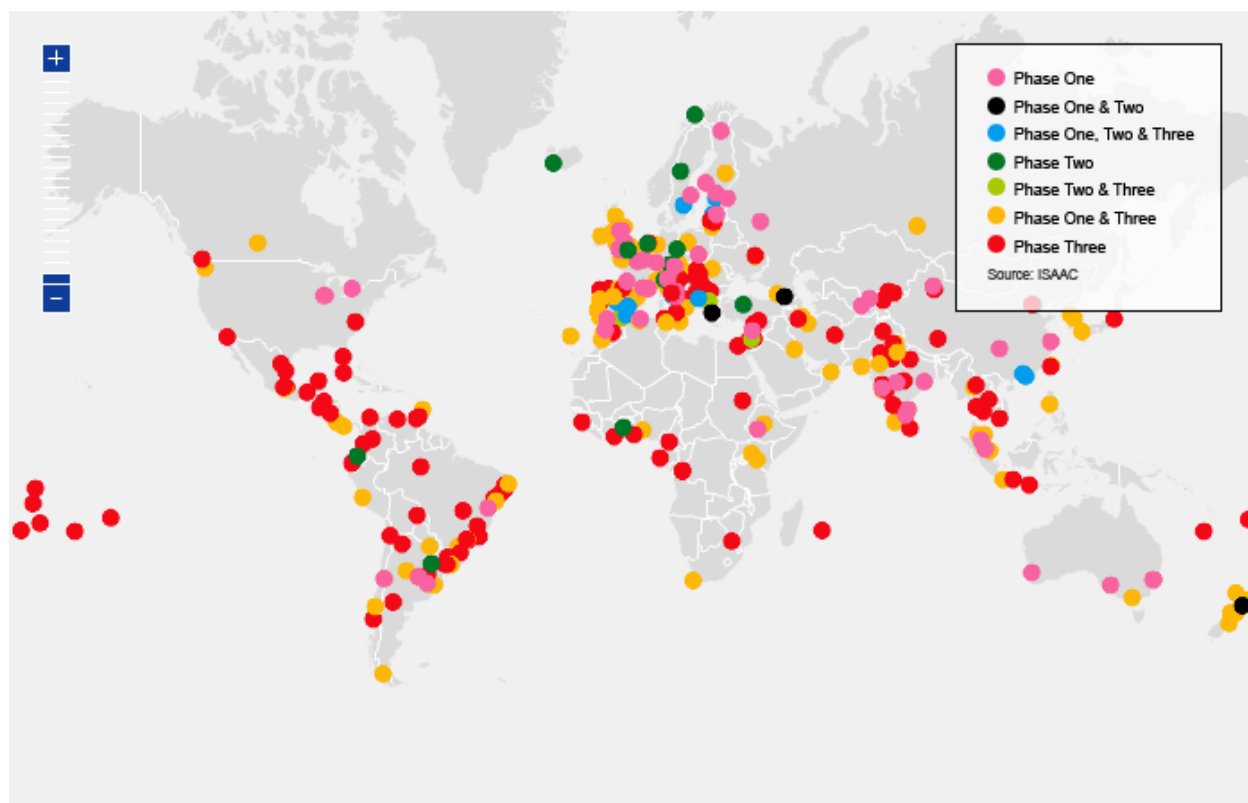 +
−
Phase One
Phase One & Two
Phase One, Two & Three
Phase Two
Phase Two & Three
Phase One & Three
Phase Three
Source: ISAAC